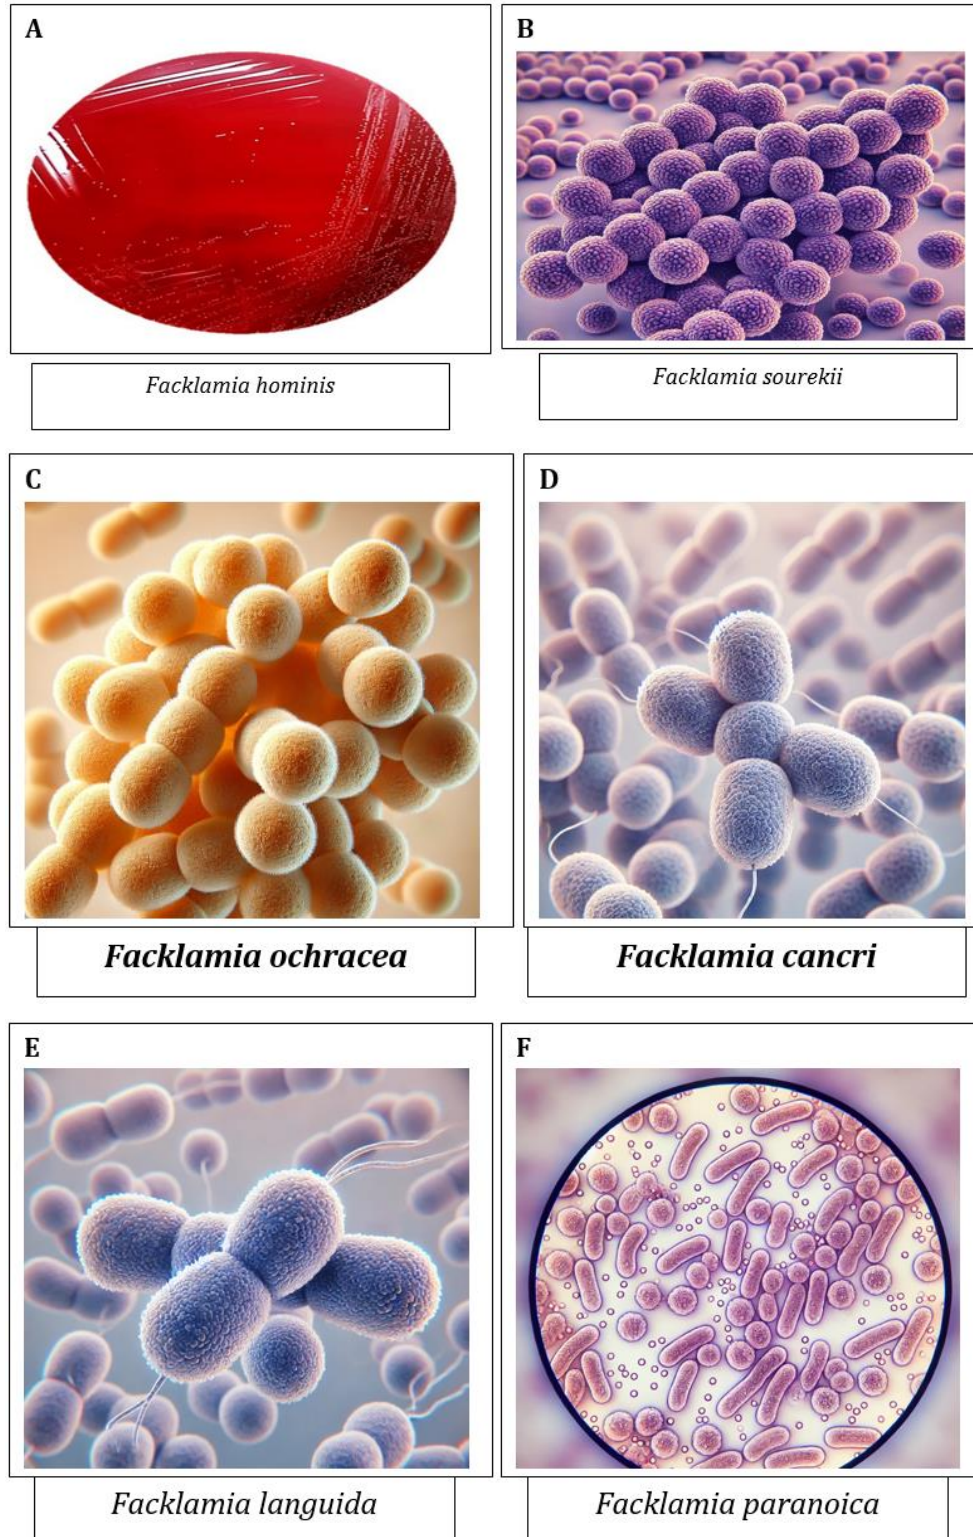 A
B
Facklamia hominis
Facklamia sourekii
C
D
Facklamia ochracea
Facklamia cancri
E
F
Facklamia languida
Facklamia paranoica